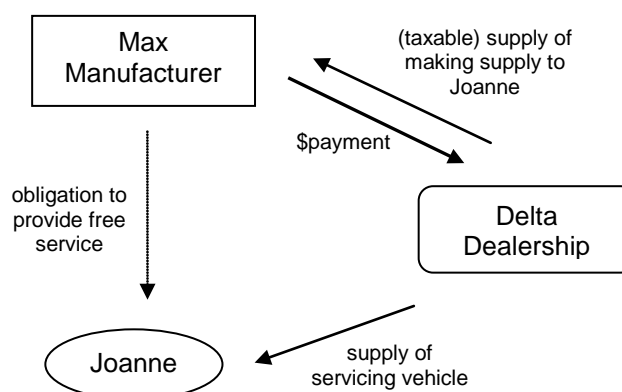 Max
Manufacturer
(taxable) supply of
making supply to
Joanne
$payment
obligation to
provide free
service
Delta
Dealership
Joanne
supply of
servicing vehicle